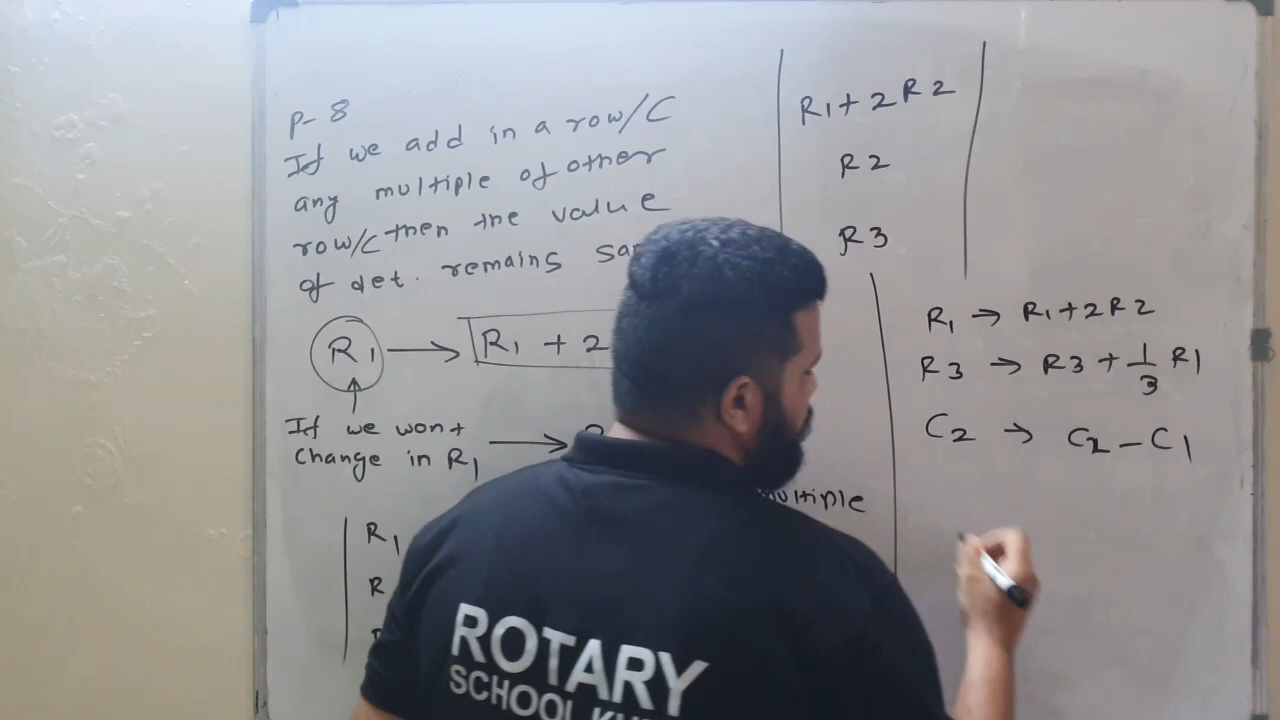 P-8
If we add in a row/C
any multiple of other
row/C then the value
of det. remains
R1 → R1 + 2
If we won+
change in R1 →
multiple
R1
R
R1 + 2R2
R2
R3
R1 → R1 + 2R2
R3 → R3 + 1/3 R1
C2 → C2 - C1
ROTARY
SCHOOL